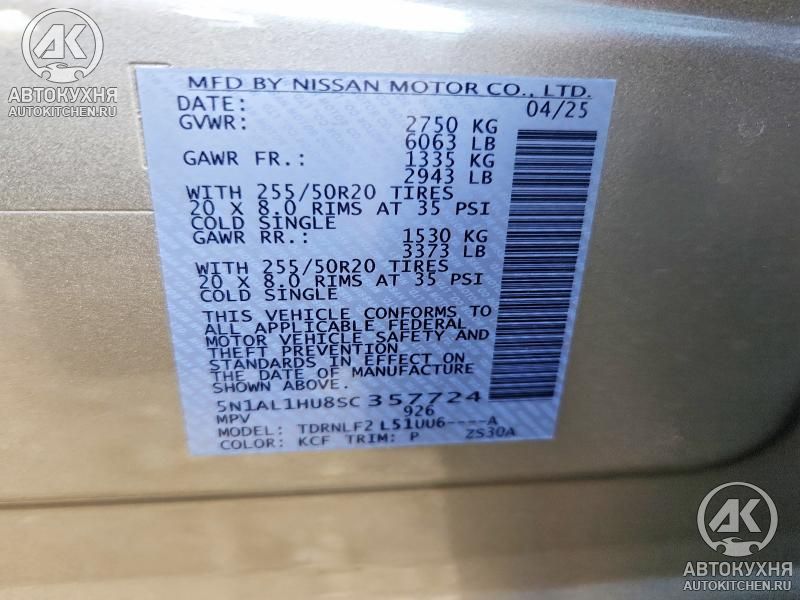 AK
АВТОКУХНЯ
AUTOKITCHEN.RU
MFD BY NISSAN MOTOR CO., LTD.
DATE: 04/25
GVWR: 2750 KG
6063 LB
GAWR FR.: 1335 KG
2943 LB
WITH 255/50R20 TIRES
20 X 8.0 RIMS AT 35 PSI
COLD SINGLE
GAWR RR.: 1530 KG
3373 LB
WITH 255/50R20 TIRES
20 X 8.0 RIMS AT 35 PSI
COLD SINGLE
THIS VEHICLE CONFORMS TO
ALL APPLICABLE FEDERAL
MOTOR VEHICLE SAFETY AND
THEFT PREVENTION
STANDARDS IN EFFECT ON
THE DATE OF MANUFACTURE
SHOWN ABOVE.
5N1AL1HU8SC 357724
MPV 926
MODEL: TDRNLF2 L51UU6----A
COLOR: KCF TRIM: P ZS30A
AK
АВТОКУХНЯ
AUTOKITCHEN.RU